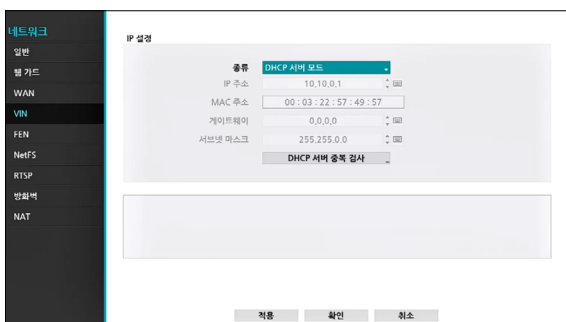 네트워크
일반
웹 가드
WAN
VIN
FEN
NetFS
RTSP
방화벽
NAT
IP 설정
종류 DHCP 서버 모드
IP 주소 10,10,0,1
MAC 주소 00 : 03 : 22 : 57 : 49 : 57
게이트웨이 0,0,0,0
서브넷 마스크 255,255,0,0
DHCP 서버 중복 검사
적용 확인 취소